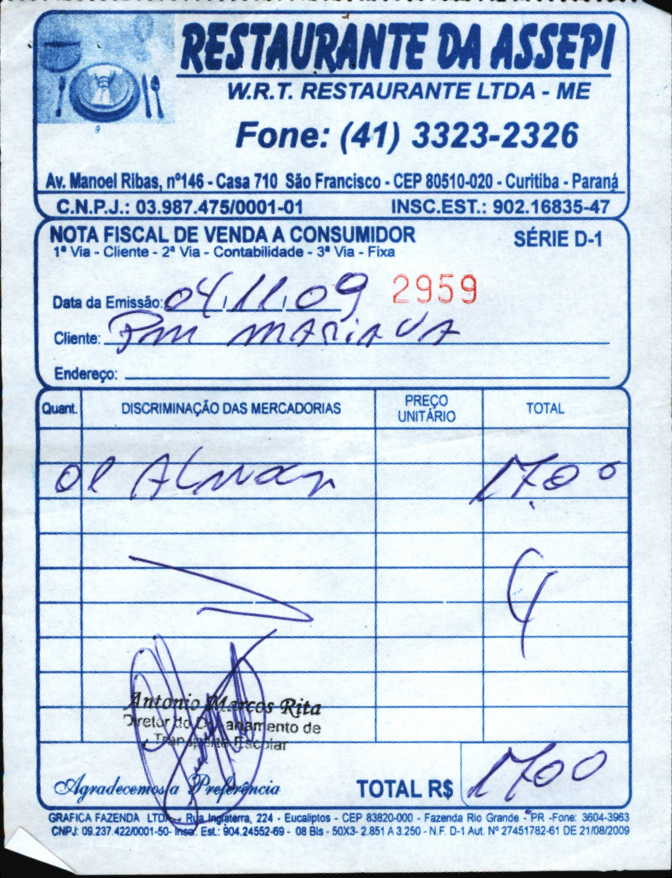 RESTAURANTE DA ASSEPI
W.R.T. RESTAURANTE LTDA - ME
Fone: (41) 3323-2326
Av. Manoel Ribas, nº146 - Casa 710 São Francisco - CEP 80510-020 - Curitiba - Paraná
C.N.P.J.: 03.987.475/0001-01 INSC.EST.: 902.16835-47
NOTA FISCAL DE VENDA A CONSUMIDOR SÉRIE D-1
1ª Via - Cliente - 2ª Via - Contabilidade - 3ª Via - Fixa
Data da Emissão: 04,11,09 2959
Cliente:
Endereço:
Quant. DISCRIMINAÇÃO DAS MERCADORIAS PREÇO UNITÁRIO TOTAL
01 17,00
Antonio Marcos Rita
Diretor do Departamento de
Transporte Escolar
Agradecemos a Preferência TOTAL R$ 17,00
GRAFICA FAZENDA LTDA - Rua Inglaterra, 224 - Eucaliptos - CEP 83820-000 - Fazenda Rio Grande - PR -Fone: 3604-3963
CNPJ: 09.237.422/0001-50- Insc. Est.: 904.24552-69 - 08 Bls - 50X3- 2.851 A 3.250 - N.F. D-1 Aut. Nº 27451782-61 DE 21/08/2009